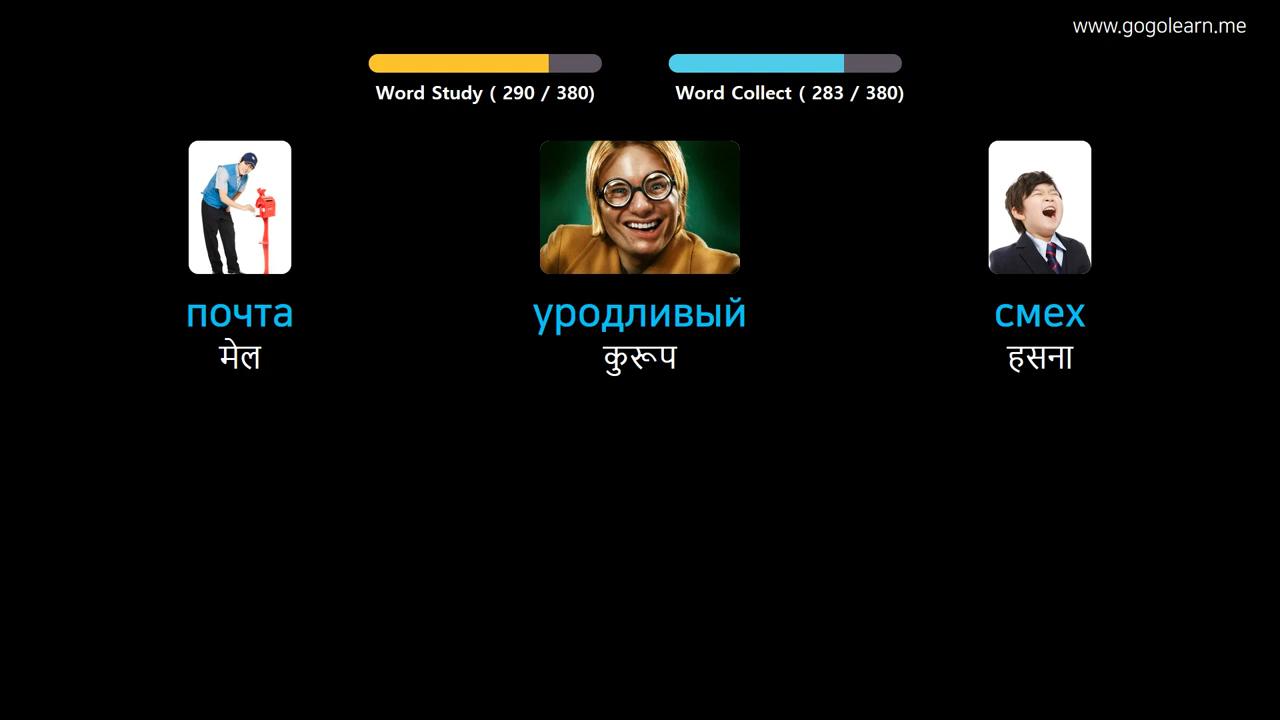 www.gogolearn.me
Word Study ( 290 / 380)
Word Collect ( 283 / 380)
почта
уродливый
смех
मेल
कुरूप
हसना